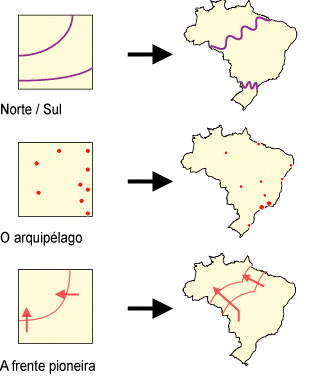 Norte / Sul
O arquipélago
A frente pioneira